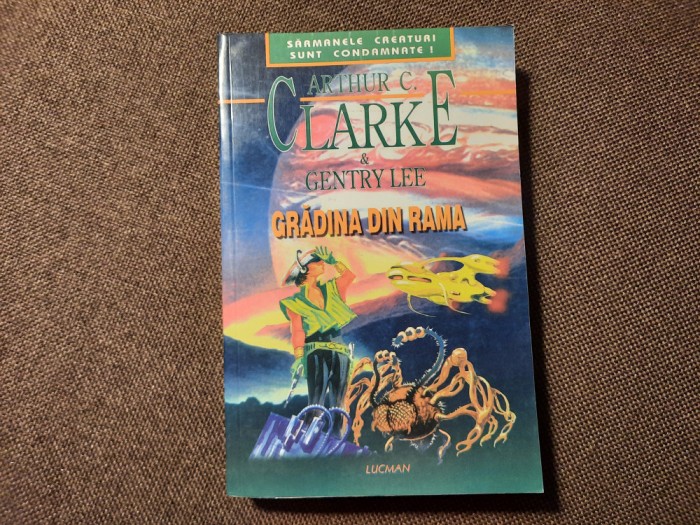 SĂRMANELE CREATURI
SUNT CONDAMNATE !
ARTHUR C.
CLARKE
&
GENTRY LEE
GRĂDINA DIN RAMA
LUCMAN